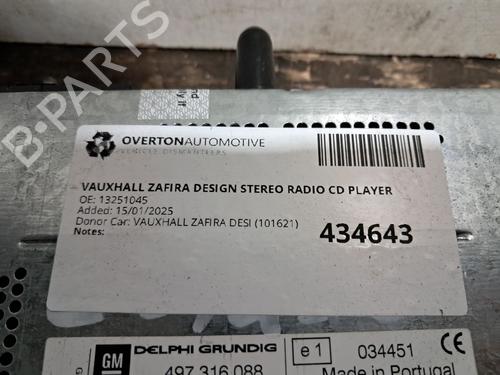 B-PARTS
OVERTONAUTOMOTIVE
VEHICLE DISMANTLERS
VAUXHALL ZAFIRA DESIGN STEREO RADIO CD PLAYER
OE: 13251045
Added: 15/01/2025
Donor Car: VAUXHALL ZAFIRA DESI (101621)
Notes:
434643
GM
DELPHI GRUNDIG
497 316 088
e1
034451
CE
Made in Portugal